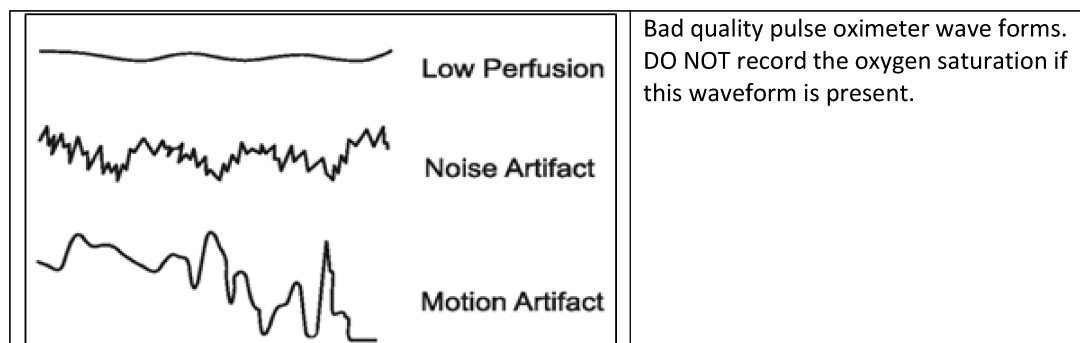 Low Perfusion
Noise Artifact
Motion Artifact
Bad quality pulse oximeter wave forms.
DO NOT record the oxygen saturation if
this waveform is present.